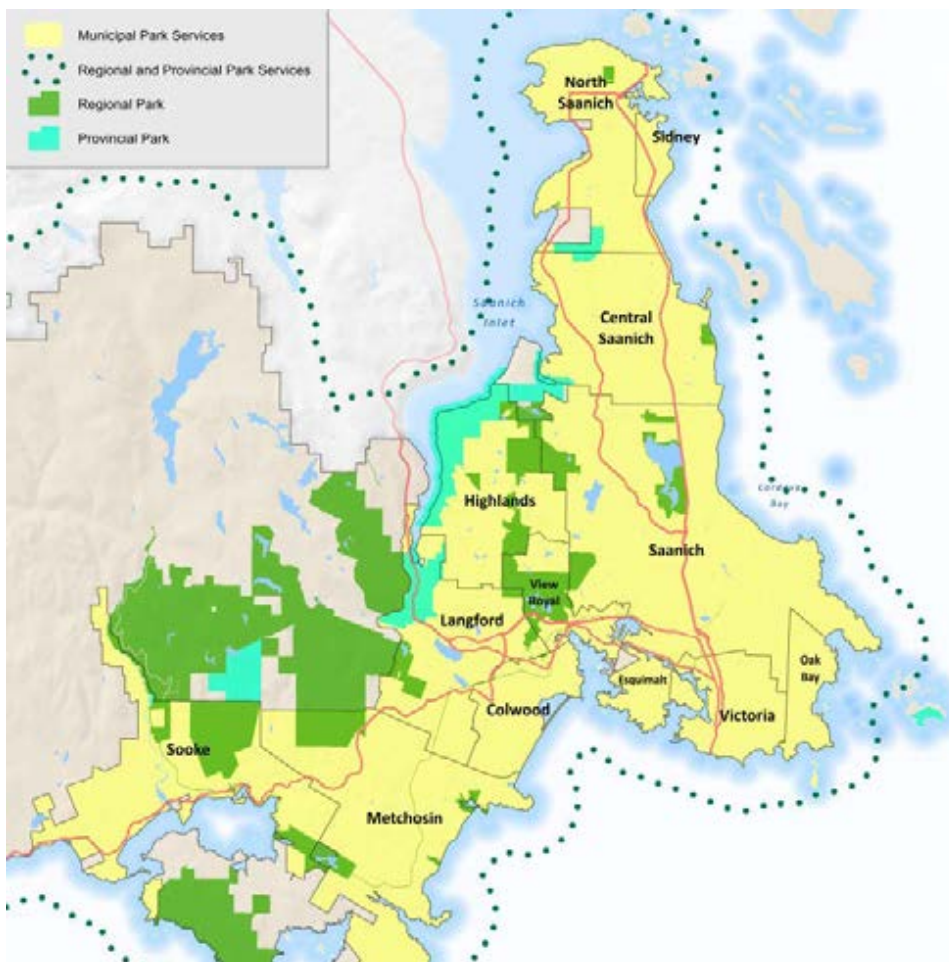 Municipal Park Services
Regional and Provincial Park Services
Regional Park
Provincial Park
North
Saanich
Sidney
Saanich
Inlet
Central
Saanich
Cordova
Bay
Highlands
Saanich
View
Royal
Langford
Oak
Bay
Esquimalt
Colwood
Victoria
Sooke
Metchosin